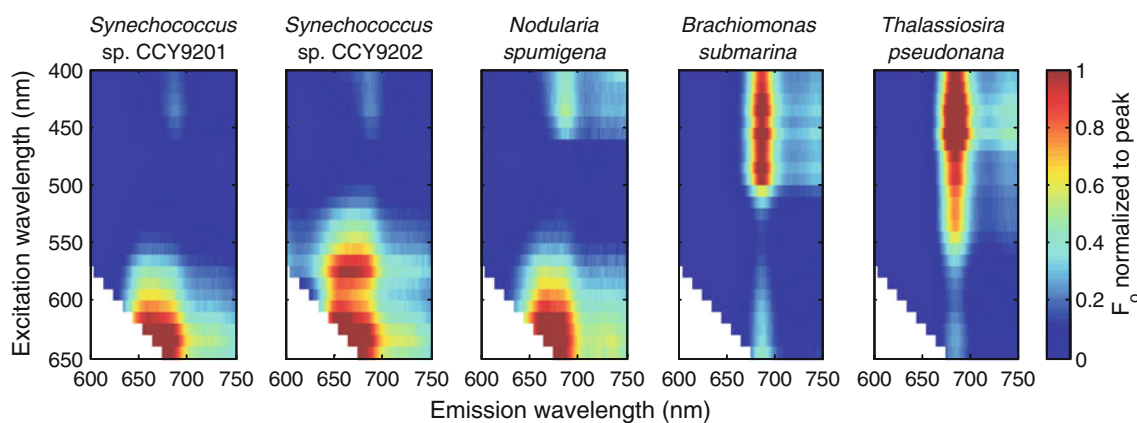 Synechococcus
sp. CCY9201
Synechococcus
sp. CCY9202
Nodularia
spumigena
Brachiomonas
submarina
Thalassiosira
pseudonana
Excitation wavelength (nm)
400
450
500
550
600
650
600 650 700 750
600 650 700 750
600 650 700 750
600 650 700 750
600 650 700 750
Emission wavelength (nm)
1
0.8
0.6
0.4
0.2
0
F₀ normalized to peak